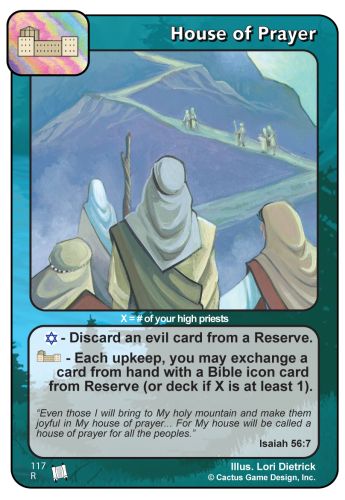 House of Prayer
X = # of your high priests
- Discard an evil card from a Reserve.
- Each upkeep, you may exchange a
card from hand with a Bible icon card
from Reserve (or deck if X is at least 1).
“Even those I will bring to My holy mountain and make them
joyful in My house of prayer... For My house will be called a
house of prayer for all the peoples.”
Isaiah 56:7
117
R
Illus. Lori Dietrick
© Cactus Game Design, Inc.